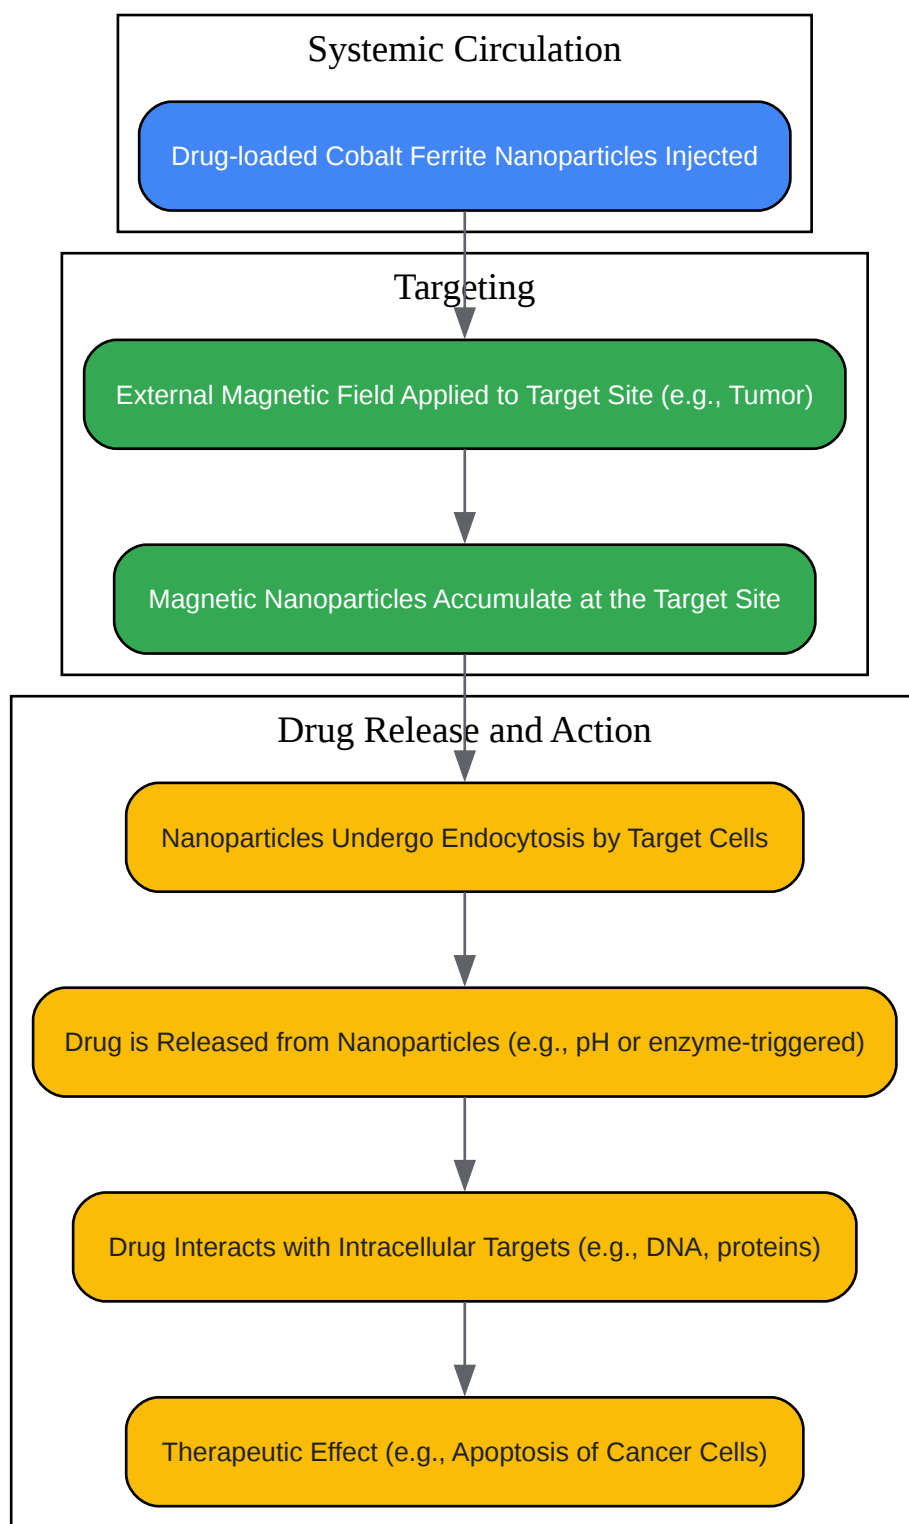 Systemic Circulation
Drug-loaded Cobalt Ferrite Nanoparticles Injected
Targeting
External Magnetic Field Applied to Target Site (e.g., Tumor)
Magnetic Nanoparticles Accumulate at the Target Site
Drug Release and Action
Nanoparticles Undergo Endocytosis by Target Cells
Drug is Released from Nanoparticles (e.g., pH or enzyme-triggered)
Drug Interacts with Intracellular Targets (e.g., DNA, proteins)
Therapeutic Effect (e.g., Apoptosis of Cancer Cells)